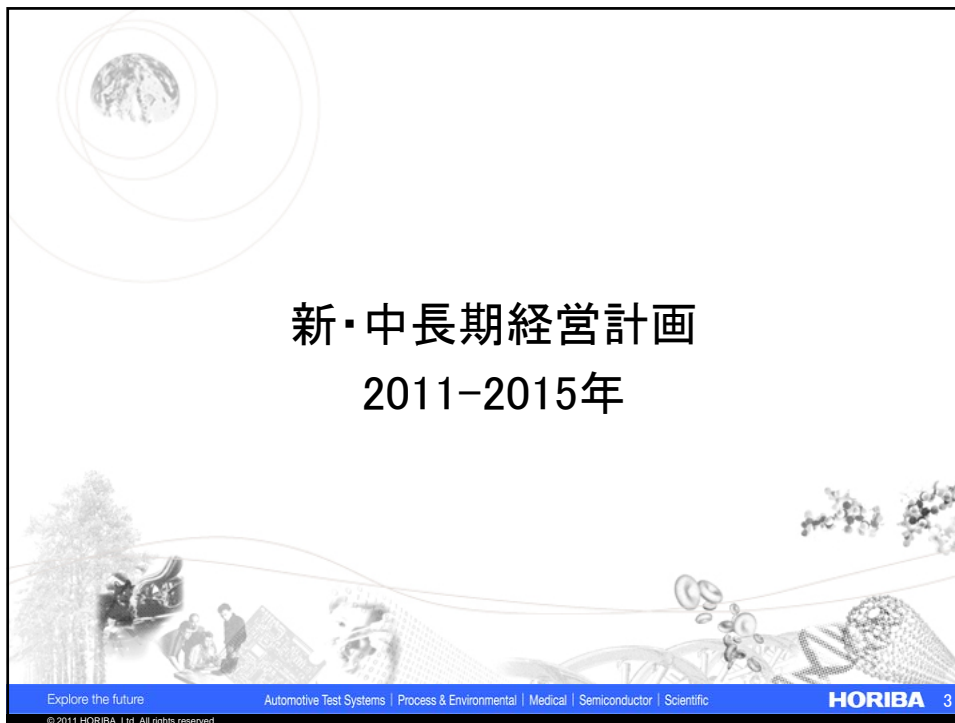 新・中長期経営計画
2011-2015年
Explore the future
Automotive Test Systems | Process & Environmental | Medical | Semiconductor | Scientific
HORIBA 3
© 2011 HORIBA, Ltd. All rights reserved.